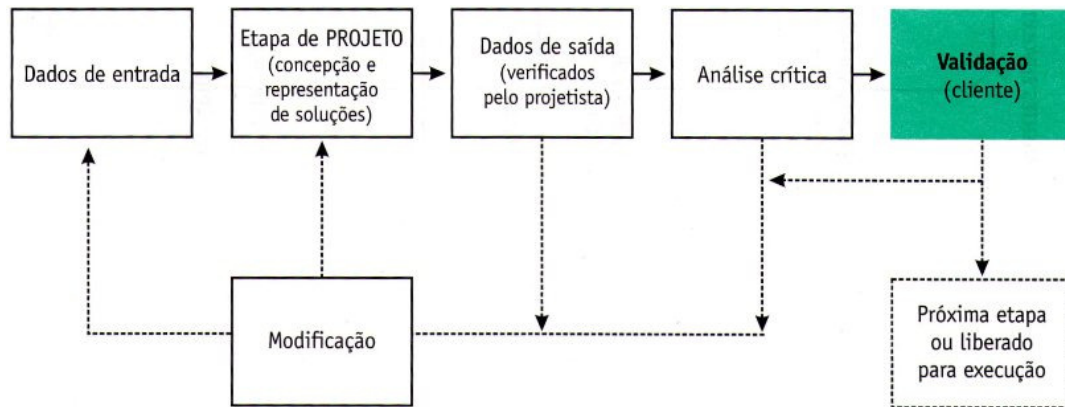 Dados de entrada
Etapa de PROJETO
(concepção e
representação
de soluções)
Dados de saída
(verificados
pelo projetista)
Análise crítica
Validação
(cliente)
Modificação
Próxima etapa
ou liberado
para execução